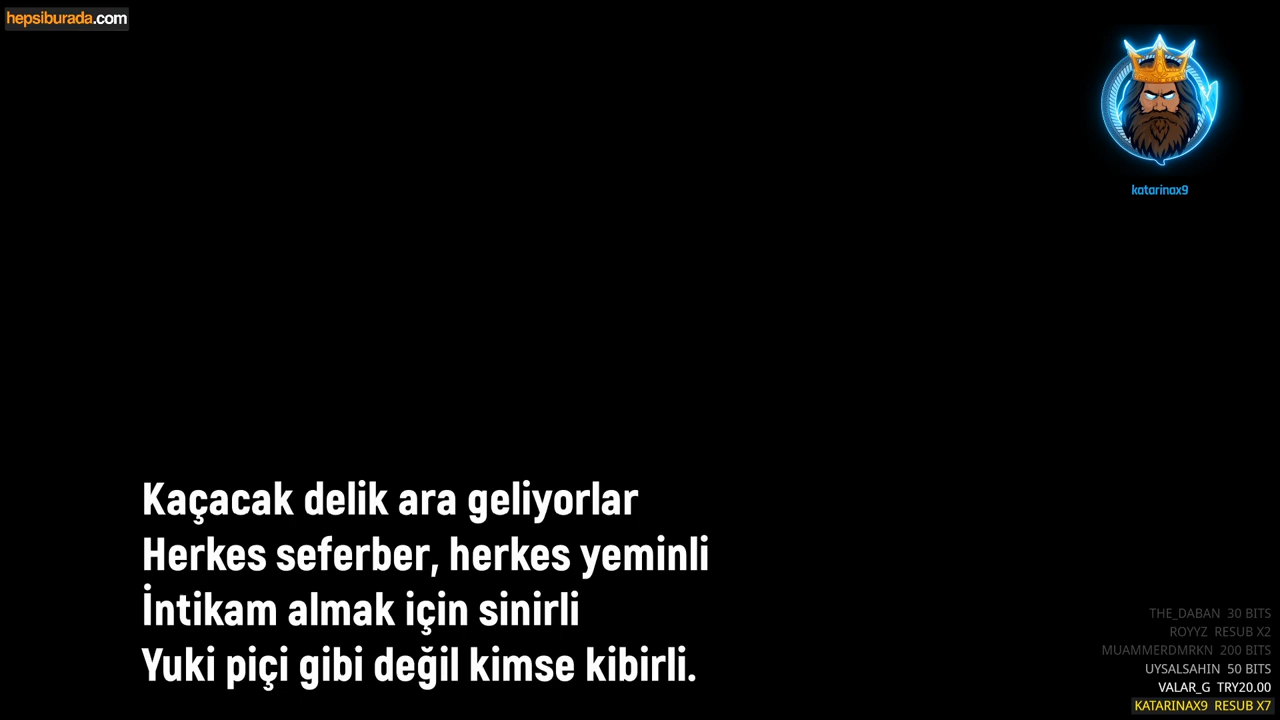 hepsiburada.com
katarinax9
Kaçacak delik ara geliyorlar
Herkes seferber, herkes yeminli
İntikam almak için sinirli
Yuki piçi gibi değil kimse kibirli.
THE_DABAN 30 BITS
ROYYZ RESUB X2
MUAMMERDMRKN 200 BITS
UYSALSAHIN 50 BITS
VALAR_G TRY20.00
KATARINAX9 RESUB X7